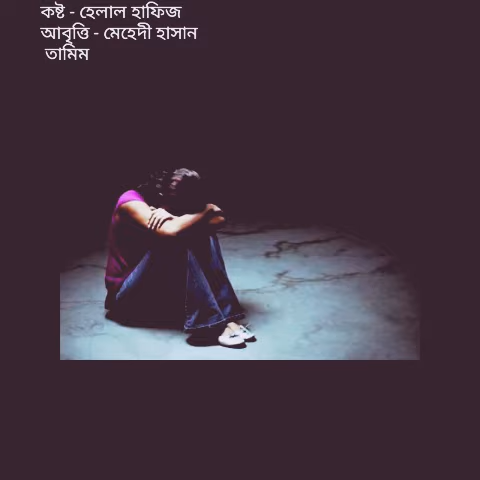 কষ্ট - হেলাল হাফিজ
আবৃত্তি - মেহেদী হাসান
তামিম